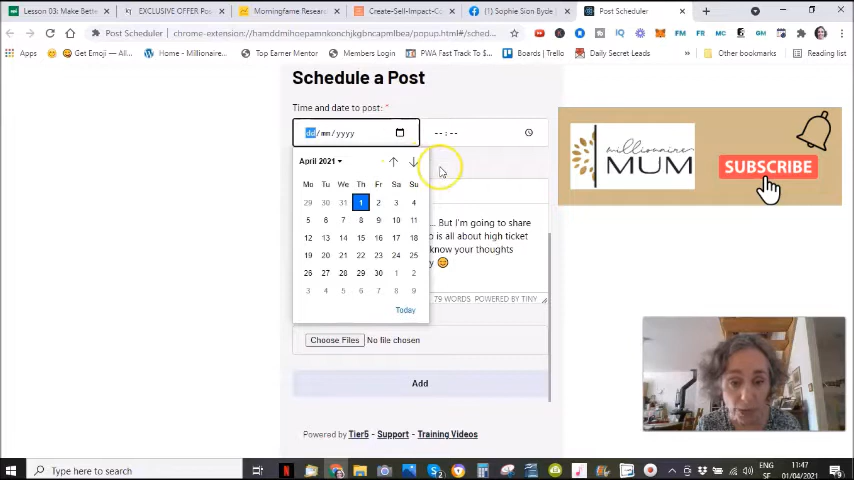 Lesson 03: Make Bette
EXCLUSIVE OFFER Pos
Morningfame Resear
Create-Self-Impact-Co
(1) Sophie Sion Byde |
Post Scheduler
Post Scheduler | chrome-extension://hamddmihoepamnkonchjkgbncapmlbea/popup.html#/sched...
Apps
Get Emoji — All Em...
Home - Millionaire...
Top Earner Mentor
Members Login
PWA Fast Track To $...
Daily Secret Leads
Other bookmarks
Reading list
Schedule a Post
Time and date to post: *
dd/mm/yyyy
--:--
April 2021
Mo Tu We Th Fr Sa Su
29 30 31 1 2 3 4
5 6 7 8 9 10 11
12 13 14 15 16 17 18
19 20 21 22 23 24 25
26 27 28 29 30 1 2
3 4 5 6 7 8 9
Today
... But I'm going to share
is all about high ticket
know your thoughts
79 WORDS POWERED BY TINY
Choose Files No file chosen
Add
Powered by Tier5 - Support - Training Videos
millionaire
MUM
SUBSCRIBE
Type here to search
ENG
SF
11:47
01/04/2021